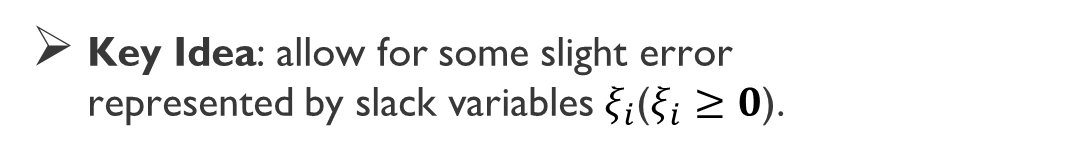 ➢ Key Idea: allow for some slight error
represented by slack variables ξᵢ(ξᵢ ≥ 0).